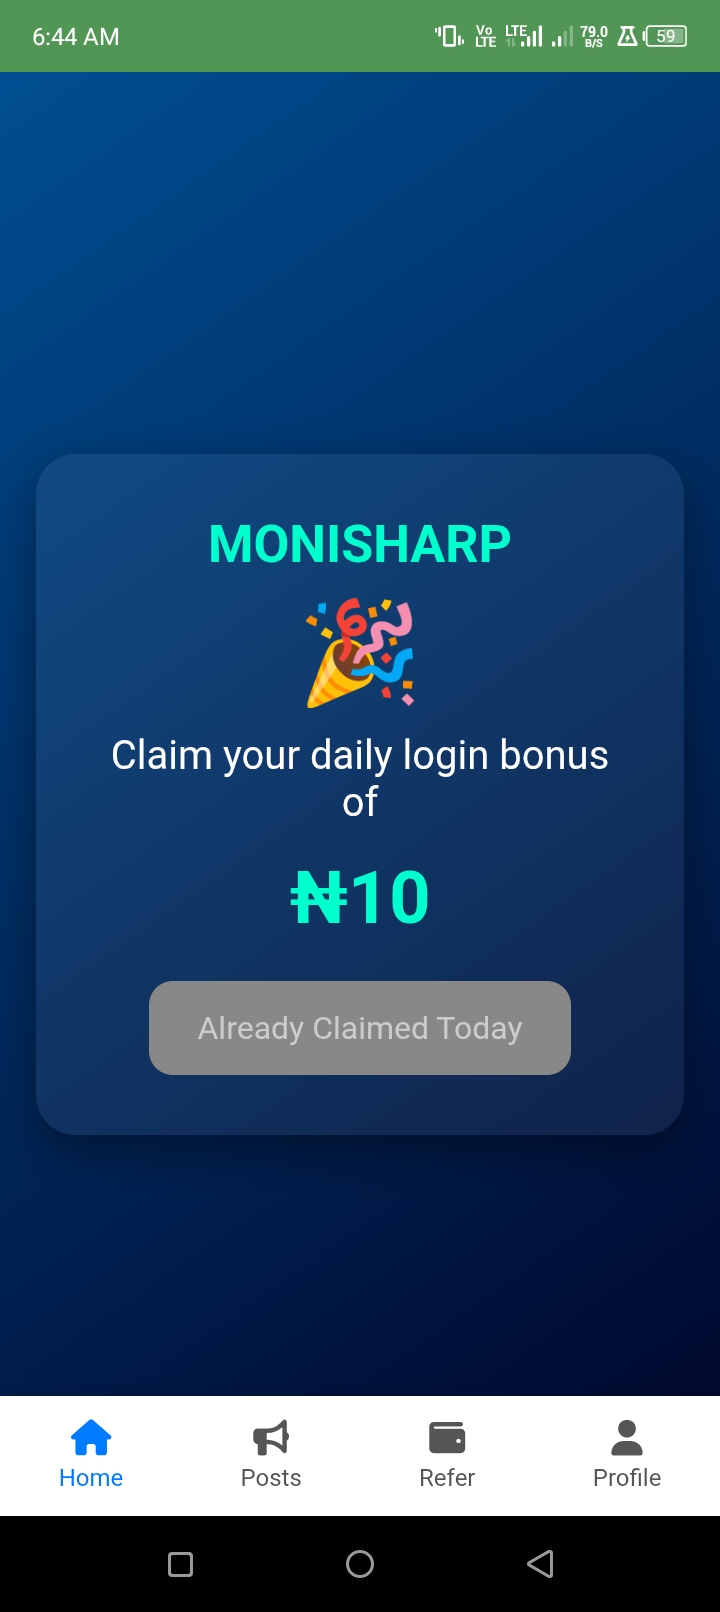 6:44 AM
Vo LTE LTE 79.0 B/S 59
MONISHARP
Claim your daily login bonus
of
₦10
Already Claimed Today
Home Posts Refer Profile